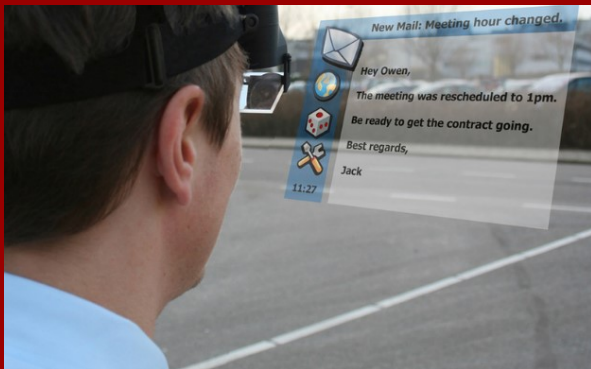 New Mail: Meeting hour changed.
Hey Owen,
The meeting was rescheduled to 1pm.
Be ready to get the contract going.
Best regards,
Jack
11:27